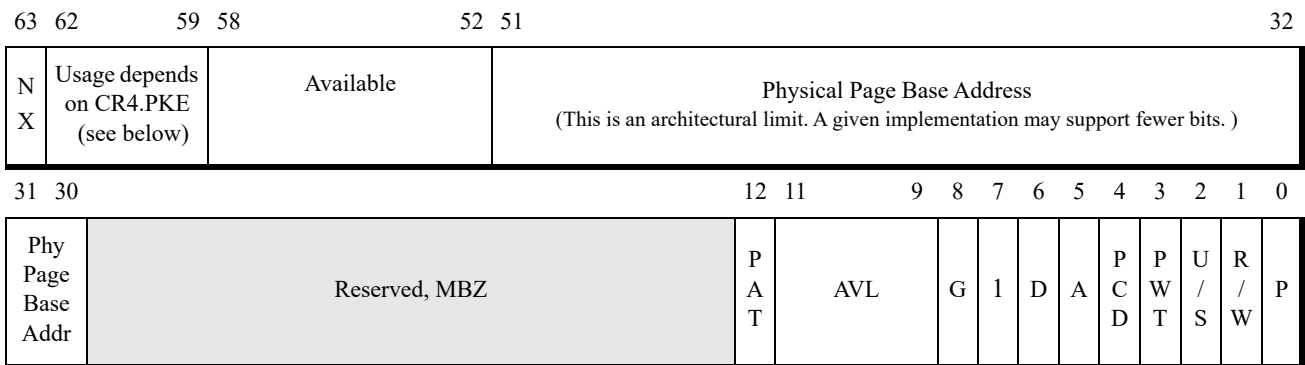 63 62 59 58 52 51 32
N X
Usage depends on CR4.PKE (see below)
Available
Physical Page Base Address
(This is an architectural limit. A given implementation may support fewer bits. )
31 30 12 11 9 8 7 6 5 4 3 2 1 0
Phy Page Base Addr
Reserved, MBZ
P A T
AVL
G
1
D
A
P C D
P W T
U / S
R / W
P